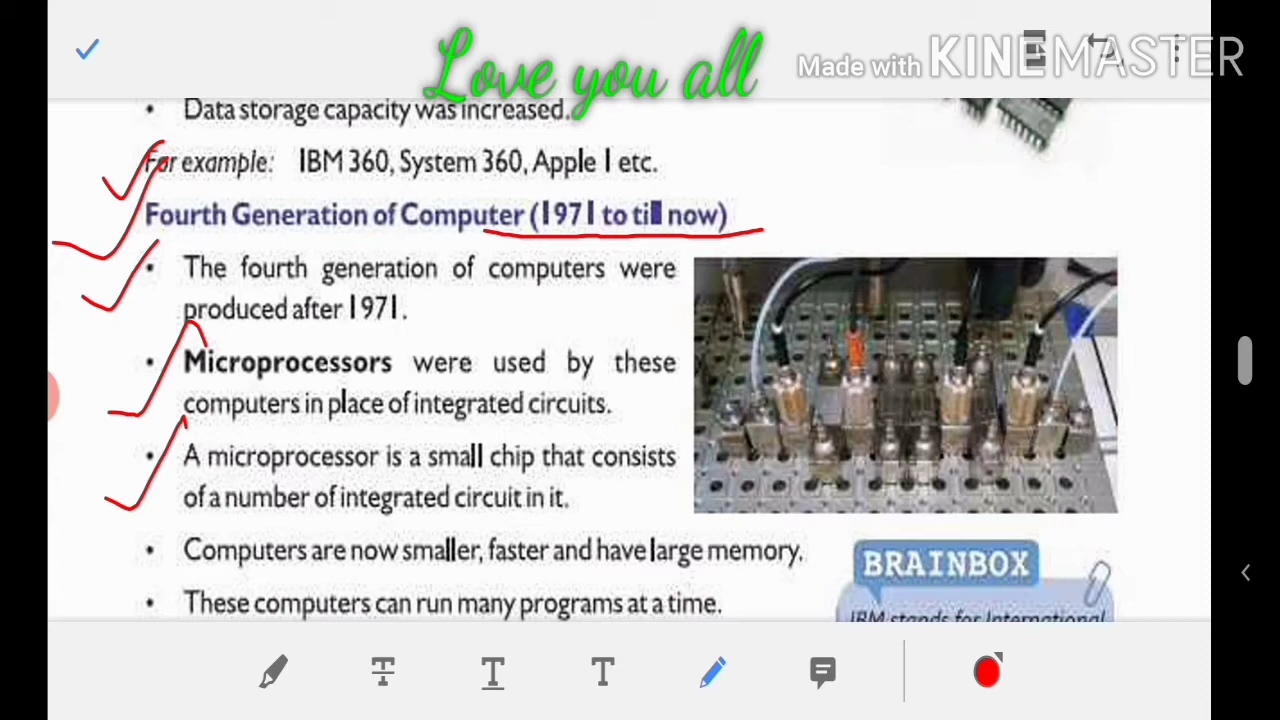 Love you all
Made with KINEMASTER
• Data storage capacity was increased.
For example: IBM 360, System 360, Apple I etc.
Fourth Generation of Computer (1971 to till now)
• The fourth generation of computers were
produced after 1971.
• Microprocessors were used by these
computers in place of integrated circuits.
• A microprocessor is a small chip that consists
of a number of integrated circuit in it.
• Computers are now smaller, faster and have large memory.
• These computers can run many programs at a time.
BRAINBOX
IBM stands for International
T T T